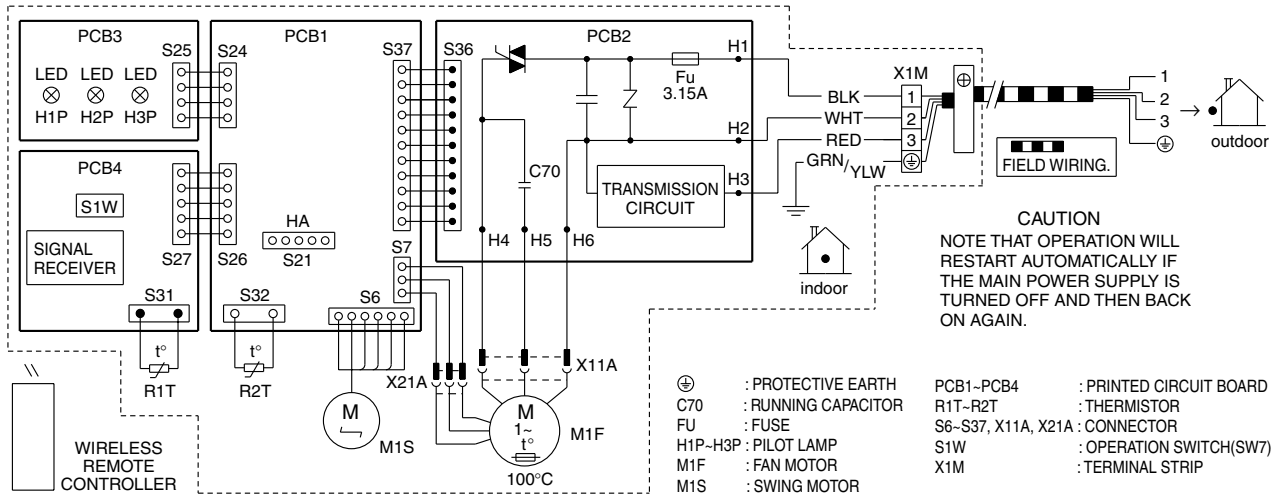 PCB3
LED LED LED
H1P H2P H3P
S25
S24
PCB1
S37
S36
PCB2
Fu
3.15A
H1
H2
H3
TRANSMISSION
CIRCUIT
C70
H4
H5
H6
PCB4
S1W
SIGNAL
RECEIVER
S27
S26
HA
S21
S7
S31
S32
S6
t°
R1T
t°
R2T
X21A
X11A
M
M1S
M
1~
t°
100°C
M1F
WIRELESS
REMOTE
CONTROLLER
X1M
BLK
1
WHT
2
RED
3
GRN/YLW
1
2
3
outdoor
FIELD WIRING.
indoor
CAUTION
NOTE THAT OPERATION WILL
RESTART AUTOMATICALLY IF
THE MAIN POWER SUPPLY IS
TURNED OFF AND THEN BACK
ON AGAIN.
: PROTECTIVE EARTH
C70 : RUNNING CAPACITOR
FU : FUSE
H1P~H3P : PILOT LAMP
M1F : FAN MOTOR
M1S : SWING MOTOR
PCB1~PCB4 : PRINTED CIRCUIT BOARD
R1T~R2T : THERMISTOR
S6~S37, X11A, X21A : CONNECTOR
S1W : OPERATION SWITCH(SW7)
X1M : TERMINAL STRIP